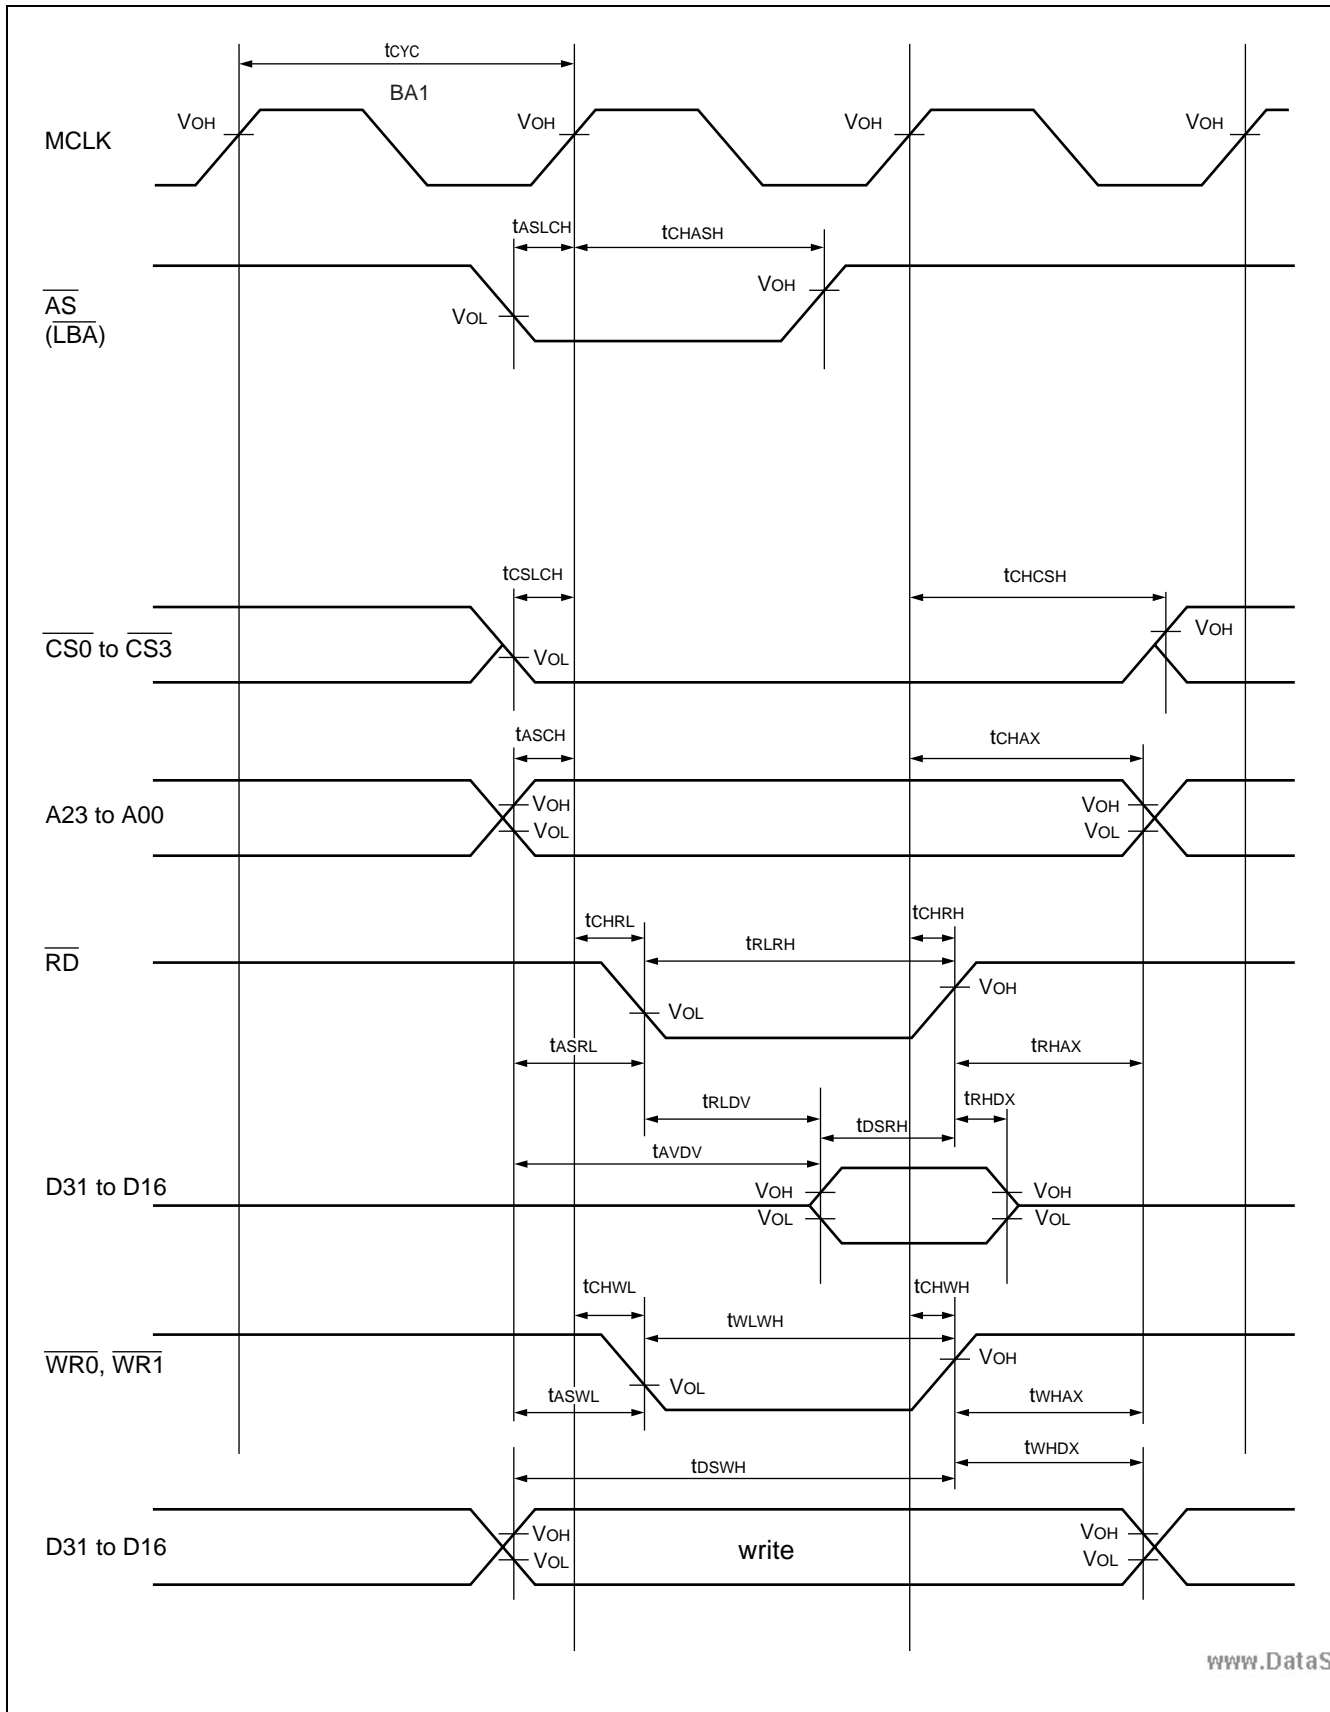 tCYC
BA1
MCLK
VOH
VOH
VOH
VOH
tASLCH
tCHASH
AS
(LBA)
VOL
VOH
tCSLCH
tCHCSH
CS0 to CS3
VOL
VOH
tASCH
tCHAX
A23 to A00
VOH
VOL
VOH
VOL
tCHRL
tCHRH
tRLRH
RD
VOL
VOH
tASRL
tRHAX
tRLDV
tRHDX
tDSRH
tAVDV
D31 to D16
VOH
VOL
VOH
VOL
tCHWL
tCHWH
tWLWH
WR0, WR1
VOL
VOH
tASWL
tWHAX
tDSWH
tWHDX
D31 to D16
VOH
VOL
write
VOH
VOL
www.DataS